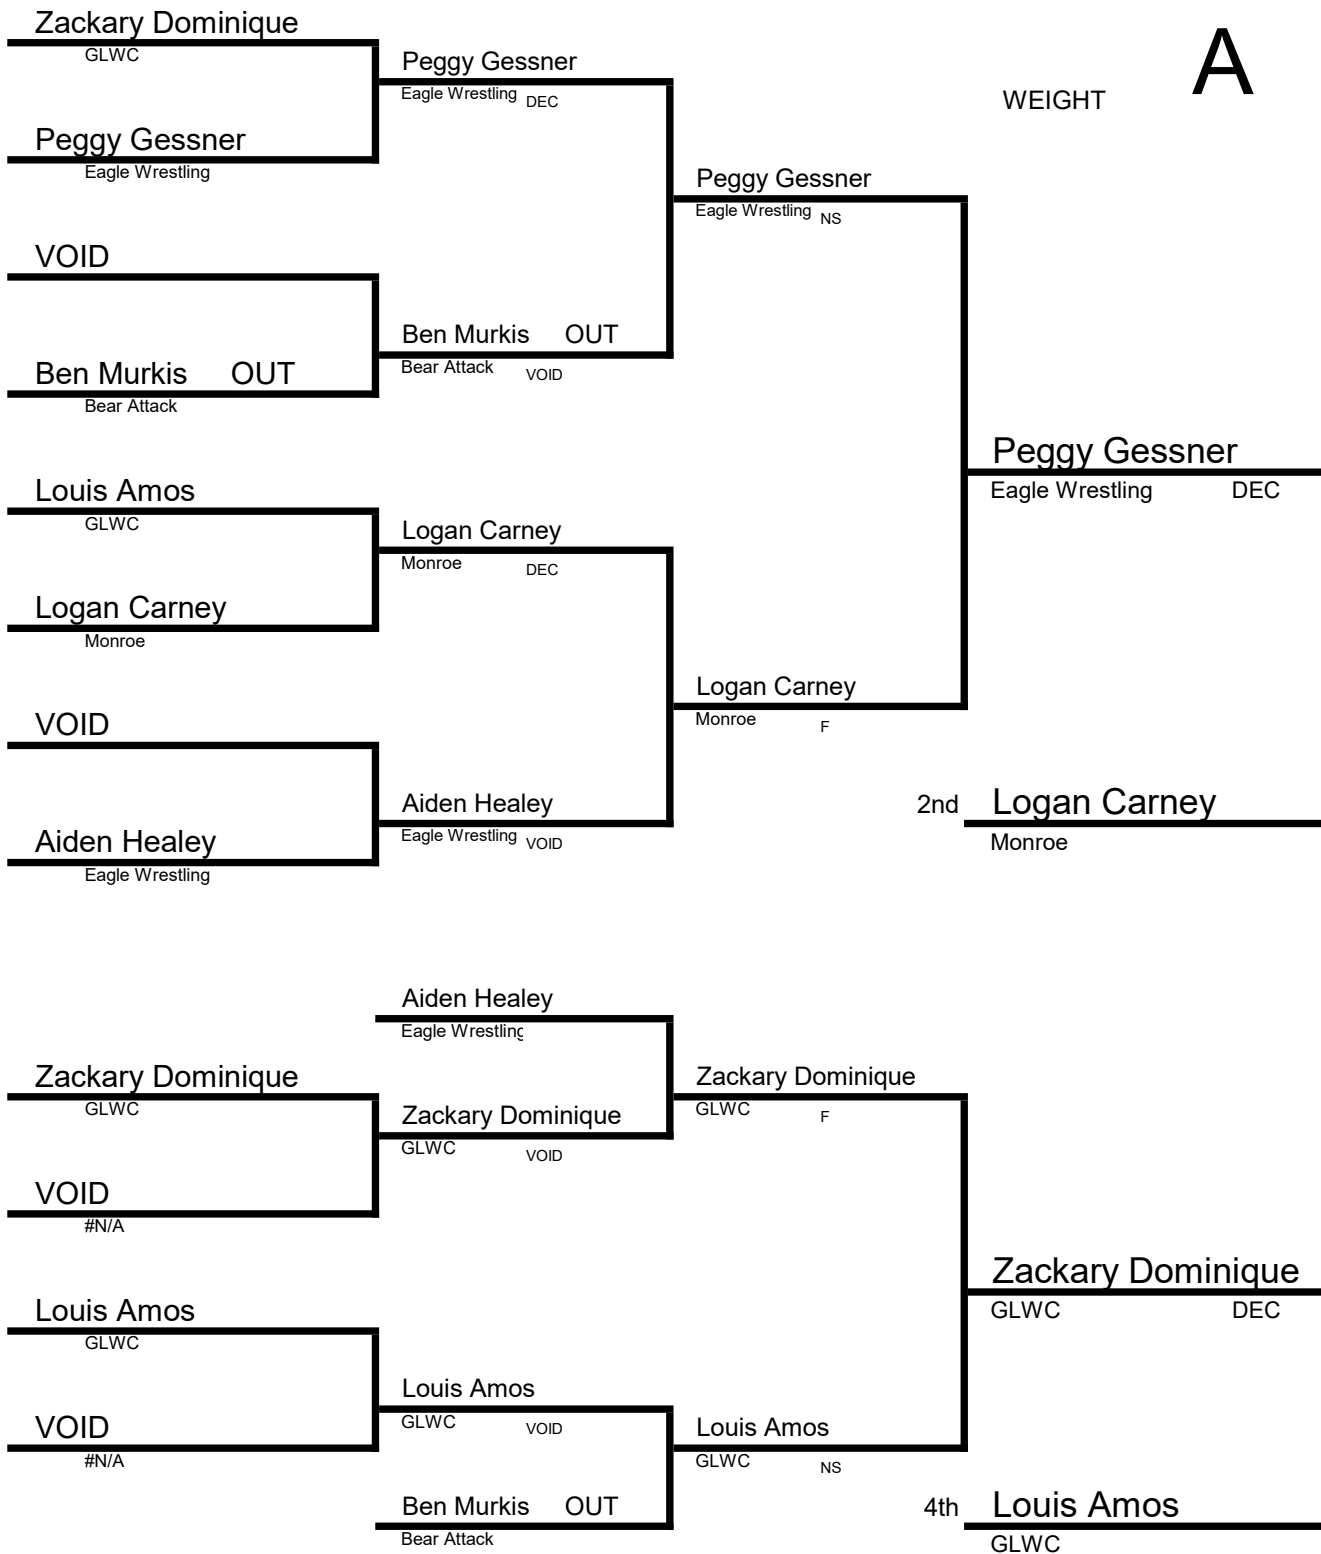 Zackary Dominique
GLWC
Peggy Gessner
Eagle Wrestling DEC
A
WEIGHT
Peggy Gessner
Eagle Wrestling
Peggy Gessner
Eagle Wrestling NS
VOID
Ben Murkis OUT
Bear Attack VOID
Ben Murkis OUT
Bear Attack
Peggy Gessner
Eagle Wrestling DEC
Louis Amos
GLWC
Logan Carney
Monroe DEC
Logan Carney
Monroe
Logan Carney
Monroe F
VOID
Aiden Healey
Eagle Wrestling VOID
2nd Logan Carney
Monroe
Aiden Healey
Eagle Wrestling
Aiden Healey
Eagle Wrestling
Zackary Dominique
GLWC
Zackary Dominique
GLWC F
Zackary Dominique
GLWC VOID
VOID
#N/A
Zackary Dominique
GLWC DEC
Louis Amos
GLWC
Louis Amos
GLWC VOID
VOID
#N/A
Louis Amos
GLWC NS
Ben Murkis OUT
Bear Attack
4th Louis Amos
GLWC